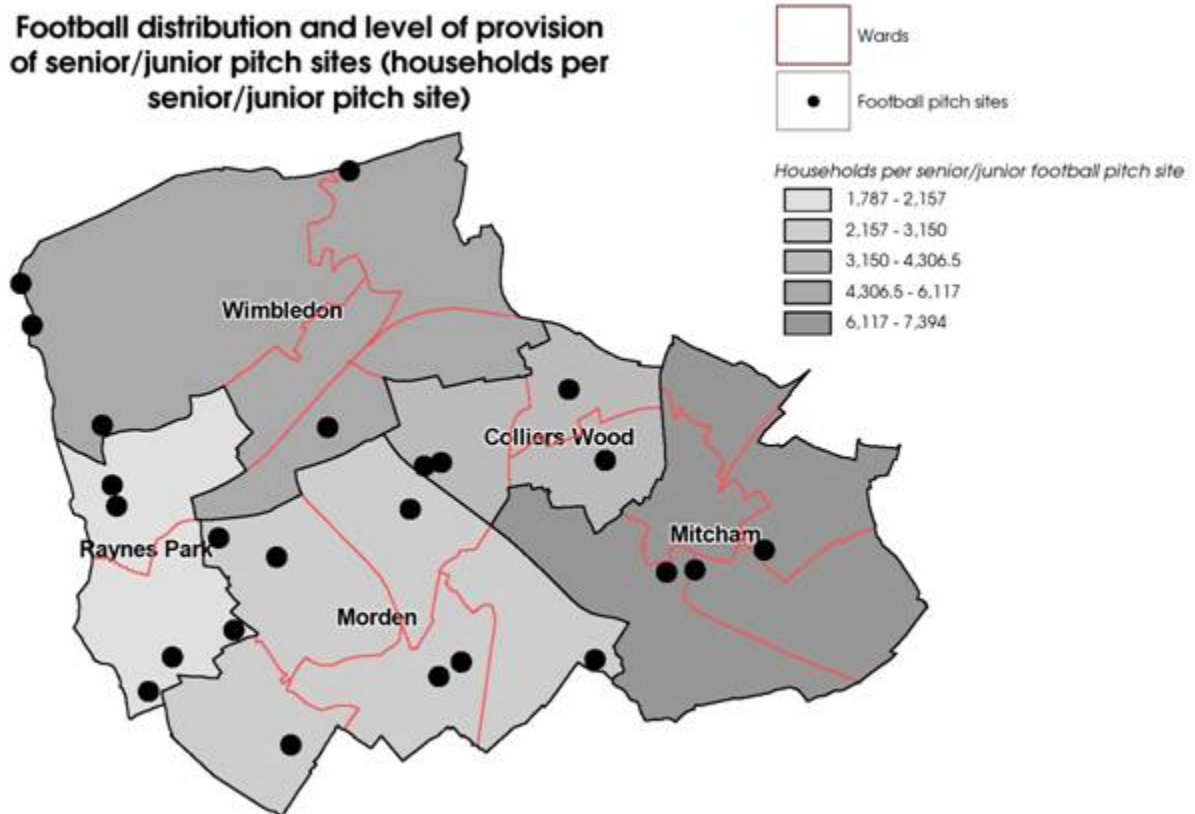 Football distribution and level of provision
of senior/junior pitch sites (households per
senior/junior pitch site)
Wards
Football pitch sites
Households per senior/junior football pitch site
1,787 - 2,157
2,157 - 3,150
3,150 - 4,306.5
4,306.5 - 6,117
6,117 - 7,394
Wimbledon
Colliers Wood
Mitcham
Raynes Park
Morden